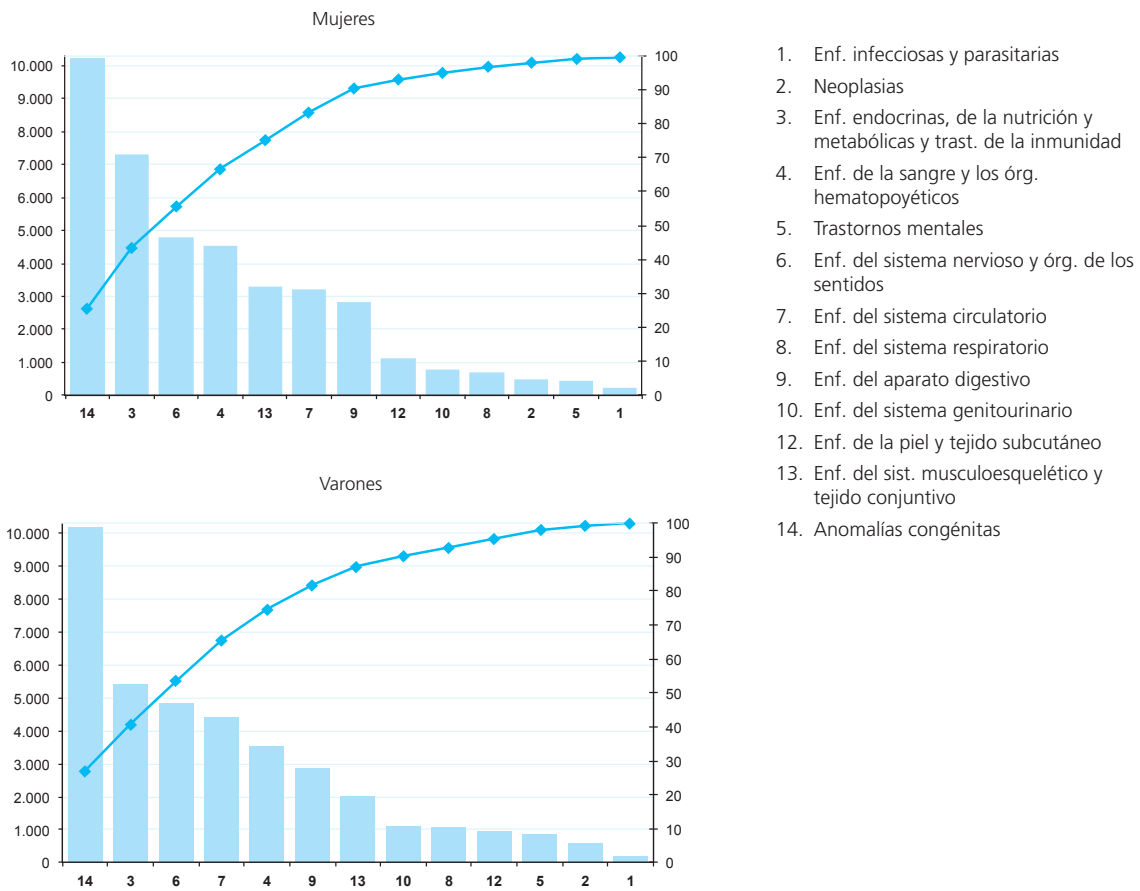 Mujeres
10.000
9.000
8.000
7.000
6.000
5.000
4.000
3.000
2.000
1.000
0
100
90
80
70
60
50
40
30
20
10
0
14 3 6 4 13 7 9 12 10 8 2 5 1
Varones
10.000
9.000
8.000
7.000
6.000
5.000
4.000
3.000
2.000
1.000
0
100
90
80
70
60
50
40
30
20
10
0
14 3 6 7 4 9 13 10 8 12 5 2 1
1. Enf. infecciosas y parasitarias
2. Neoplasias
3. Enf. endocrinas, de la nutrición y
metabólicas y trast. de la inmunidad
4. Enf. de la sangre y los órg.
hematopoyéticos
5. Trastornos mentales
6. Enf. del sistema nervioso y órg. de los
sentidos
7. Enf. del sistema circulatorio
8. Enf. del sistema respiratorio
9. Enf. del aparato digestivo
10. Enf. del sistema genitourinario
12. Enf. de la piel y tejido subcutáneo
13. Enf. del sist. musculoesquelético y
tejido conjuntivo
14. Anomalías congénitas